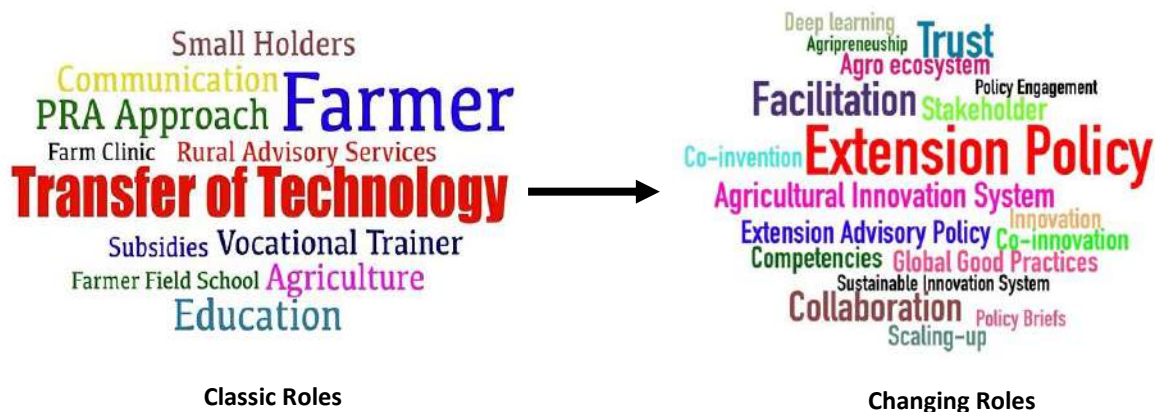 Small Holders
Communication
Farmer
PRA Approach
Farm Clinic Rural Advisory Services
Transfer of Technology
Subsidies Vocational Trainer
Farmer Field School Agriculture
Education
Classic Roles
Deep learning
Agripreneuship
Trust
Agro ecosystem
Policy Engagement
Facilitation
Stakeholder
Co-invention
Extension Policy
Agricultural Innovation System
Innovation
Extension Advisory Policy
Co-innovation
Competencies
Global Good Practices
Sustainable Innovation System
Collaboration
Policy Briefs
Scaling-up
Changing Roles